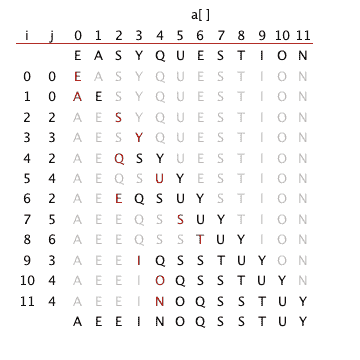 a[ ]
i j 0 1 2 3 4 5 6 7 8 9 10 11
E A S Y Q U E S T I O N
0 0 E A S Y Q U E S T I O N
1 0 A E S Y Q U E S T I O N
2 2 A E S Y Q U E S T I O N
3 3 A E S Y Q U E S T I O N
4 2 A E Q S Y U E S T I O N
5 4 A E Q S U Y E S T I O N
6 2 A E E Q S U Y S T I O N
7 5 A E E Q S S U Y T I O N
8 6 A E E Q S S T U Y I O N
9 3 A E E I Q S S T U Y O N
10 4 A E E I O Q S S T U Y N
11 4 A E E I N O Q S S T U Y
A E E I N O Q S S T U Y